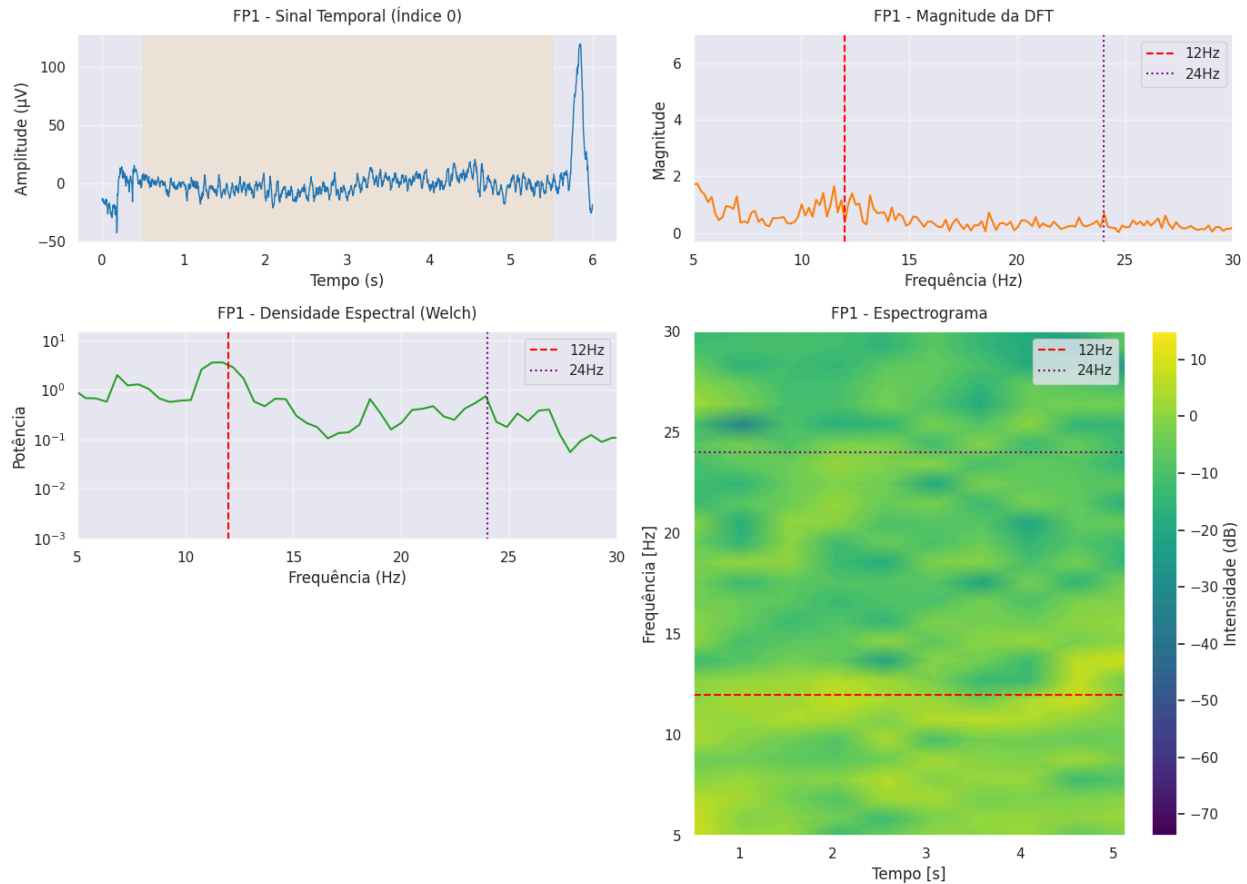 FP1 - Sinal Temporal (Índice 0)
Amplitude (µV)
100
50
0
−50
0 1 2 3 4 5 6
Tempo (s)
FP1 - Magnitude da DFT
12Hz
24Hz
Magnitude
6
4
2
0
5 10 15 20 25 30
Frequência (Hz)
FP1 - Densidade Espectral (Welch)
12Hz
24Hz
Potência
10¹
10⁰
10⁻¹
10⁻²
10⁻³
5 10 15 20 25 30
Frequência (Hz)
FP1 - Espectrograma
12Hz
24Hz
Frequência [Hz]
30
25
20
15
10
5
1 2 3 4 5
Tempo [s]
10
0
−10
−20
−30
−40
−50
−60
−70
Intensidade (dB)